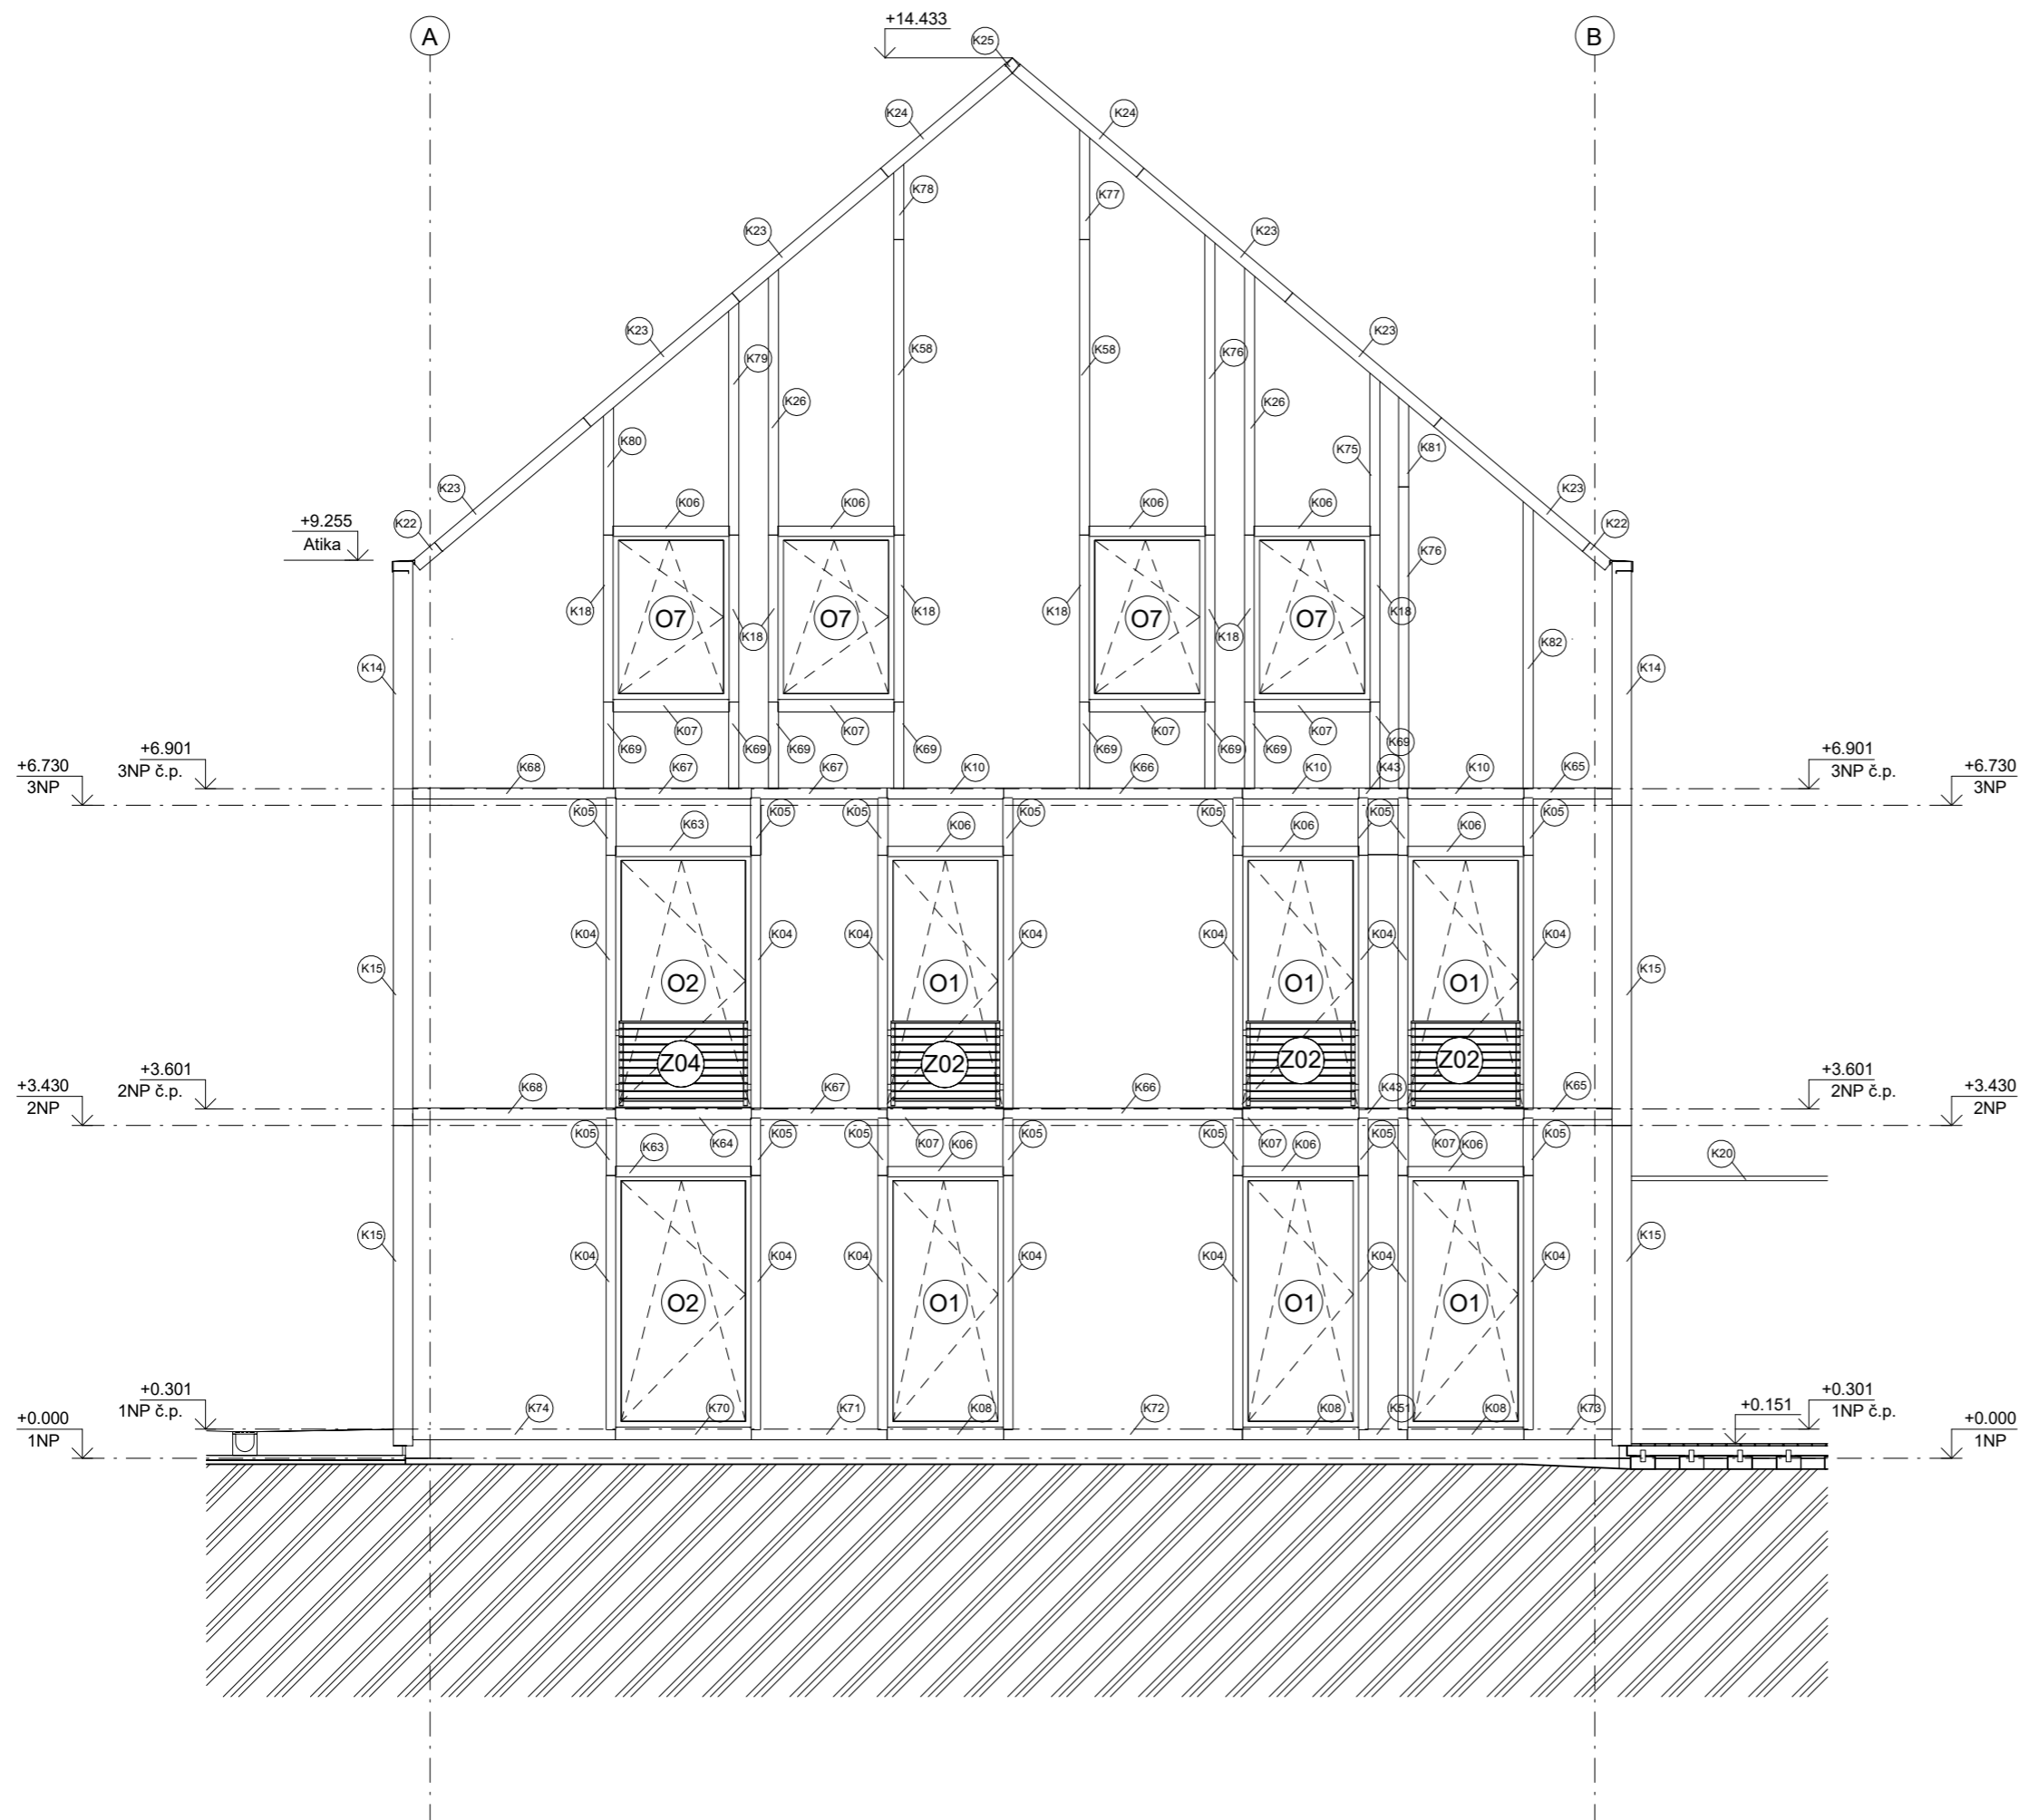 +14.433
A
K25
B
K24
K24
K78
K77
K23
K23
K23
K23
K79
K58
K58
K76
K26
K26
K80
K75
K81
K23
K06
K06
K06
K06
K23
+9.255
Atika
K22
K22
K76
K18
O7
O7
K18
K18
O7
O7
K18
K18
K18
K82
K14
K14
K07
K07
K07
K07
K69
K69
K69
K69
K69
K69
K69
K69
+6.901
3NP č.p.
+6.730
3NP
K68
K67
K67
K10
K66
K10
K43
K10
K65
+6.901
3NP č.p.
+6.730
3NP
K05
K63
K05
K05
K06
K05
K05
K06
K05
K06
K05
K04
K04
K04
K04
K04
K04
K04
K15
O2
O1
O1
O1
K15
Z04
Z02
Z02
Z02
+3.601
2NP č.p.
+3.430
2NP
K68
K67
K66
K43
K65
+3.601
2NP č.p.
+3.430
2NP
K05
K63
K64
K05
K05
K07
K06
K05
K05
K07
K06
K05
K07
K06
K05
K20
K15
K04
K04
K04
K04
K04
K04
K04
K15
O2
O1
O1
O1
+0.301
1NP č.p.
+0.000
1NP
K74
K70
K71
K08
K72
K08
K51
K08
K73
+0.151
+0.301
1NP č.p.
+0.000
1NP